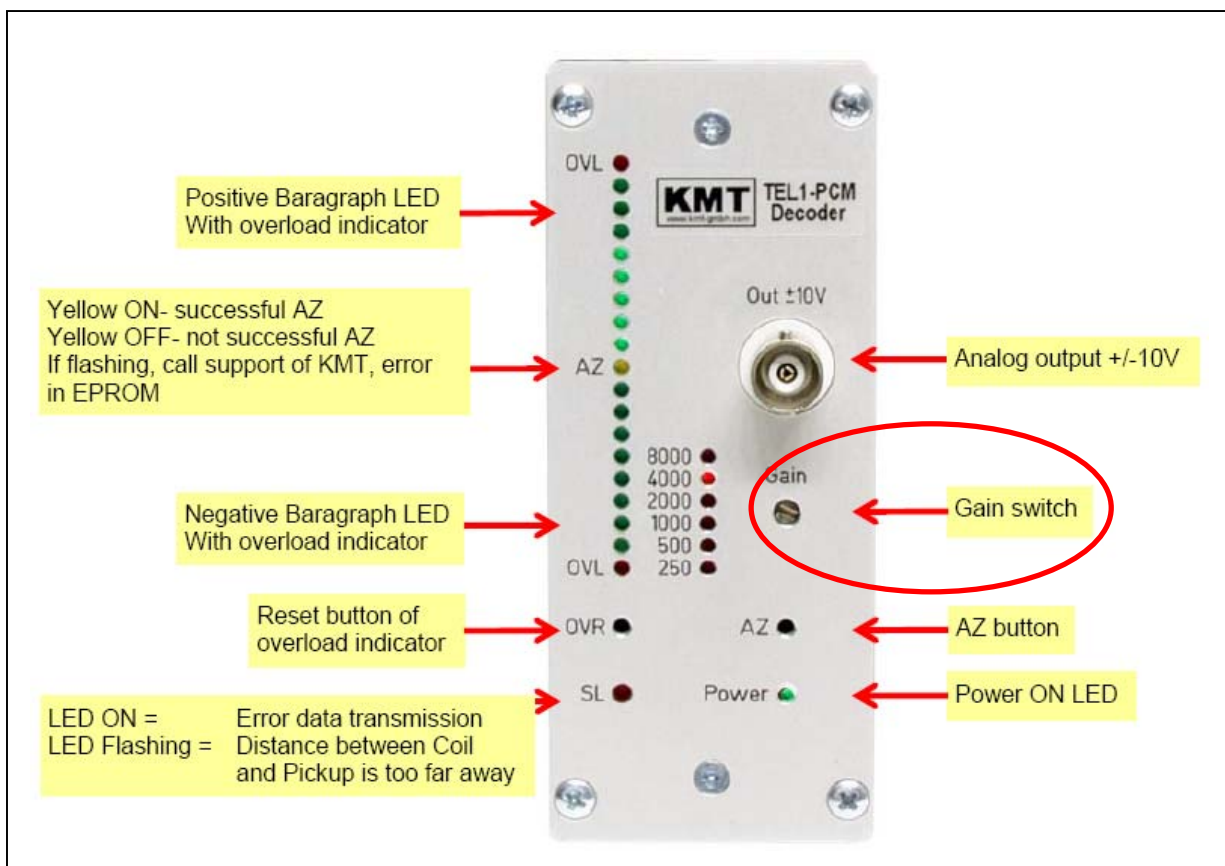 OVL
KMT
www.kmt-gmbh.com
TEL1-PCM
Decoder
Positive Baragraph LED
With overload indicator
Out ±10V
Yellow ON- successful AZ
Yellow OFF- not successful AZ
If flashing, call support of KMT, error
in EPROM
AZ
Analog output +/-10V
8000
4000
2000
1000
500
250
Gain
Gain switch
Negative Baragraph LED
With overload indicator
OVL
Reset button of
overload indicator
OVR
AZ
AZ button
SL
Power
Power ON LED
LED ON = Error data transmission
LED Flashing = Distance between Coil
and Pickup is too far away